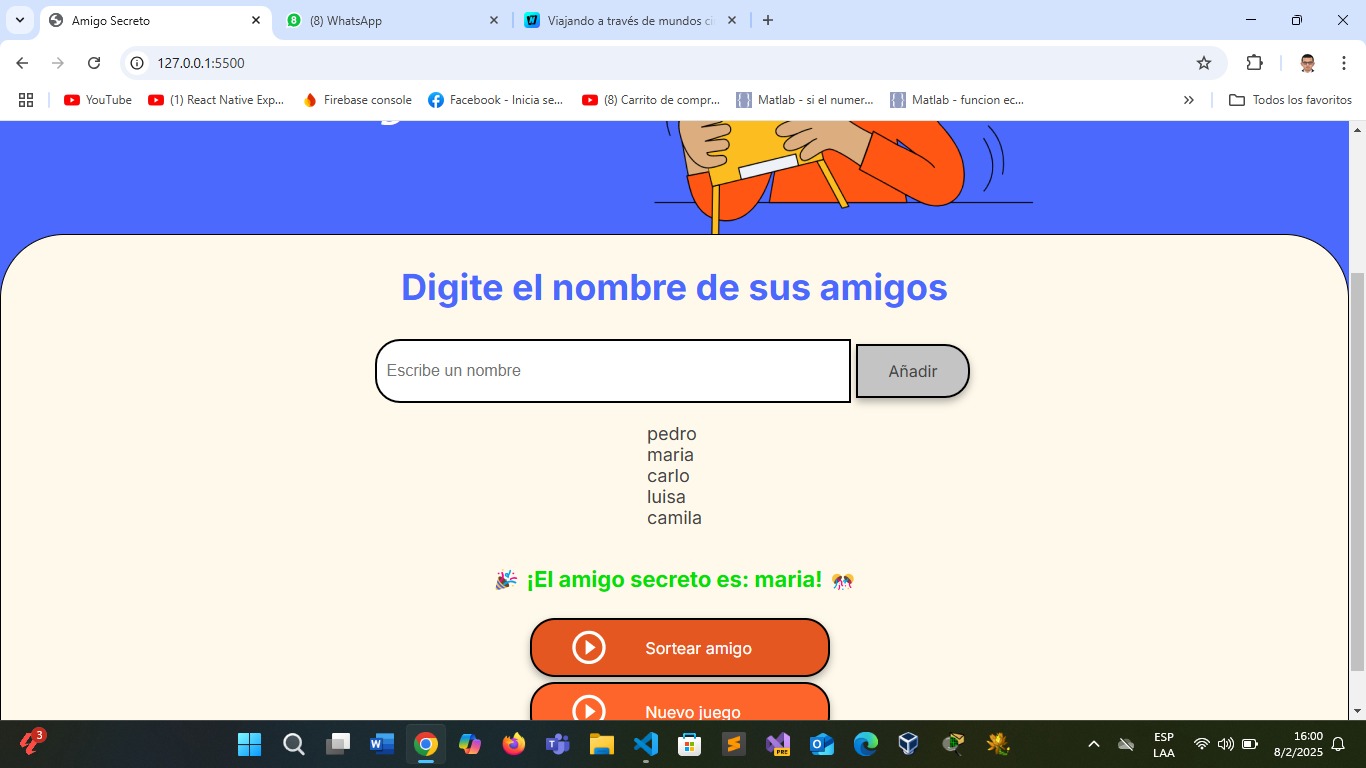 Amigo Secreto
(8) WhatsApp
Viajando a través de mundos ci
127.0.0.1:5500
YouTube
(1) React Native Exp...
Firebase console
Facebook - Inicia se...
(8) Carrito de compr...
Matlab - si el numer...
Matlab - funcion ec...
Todos los favoritos
Digite el nombre de sus amigos
Escribe un nombre
Añadir
pedro
maria
carlo
luisa
camila
🎉 ¡El amigo secreto es: maria! 🎊
Sortear amigo
Nuevo juego
3
PRE
ESP
LAA
16:00
8/2/2025